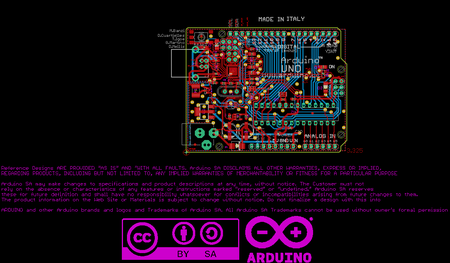 MADE IN ITALY
DIGITAL
Arduino
UNO
ON
ANALOG IN
Reference Designs ARE PROVIDED "AS IS" AND "WITH ALL FAULTS. Arduino SA DISCLAIMS ALL OTHER WARRANTIES, EXPRESS OR IMPLIED,
REGARDING PRODUCTS, INCLUDING BUT NOT LIMITED TO, ANY IMPLIED WARRANTIES OF MERCHANTABILITY OR FITNESS FOR A PARTICULAR PURPOSE
Arduino SA may make changes to specifications and product descriptions at any time, without notice. The Customer must not
rely on the absence or characteristics of any features or instructions marked "reserved" or "undefined." Arduino SA reserves
these for future definition and shall have no responsibility whatsoever for conflicts or incompatibilities arising from future changes to them.
The product information on the Web Site or Materials is subject to change without notice. Do not finalize a design with this info
ARDUINO and other Arduino brands and logos and Trademarks of Arduino SA. All Arduino SA Trademarks cannot be used without owner's formal permission
cc
BY SA
ARDUINO